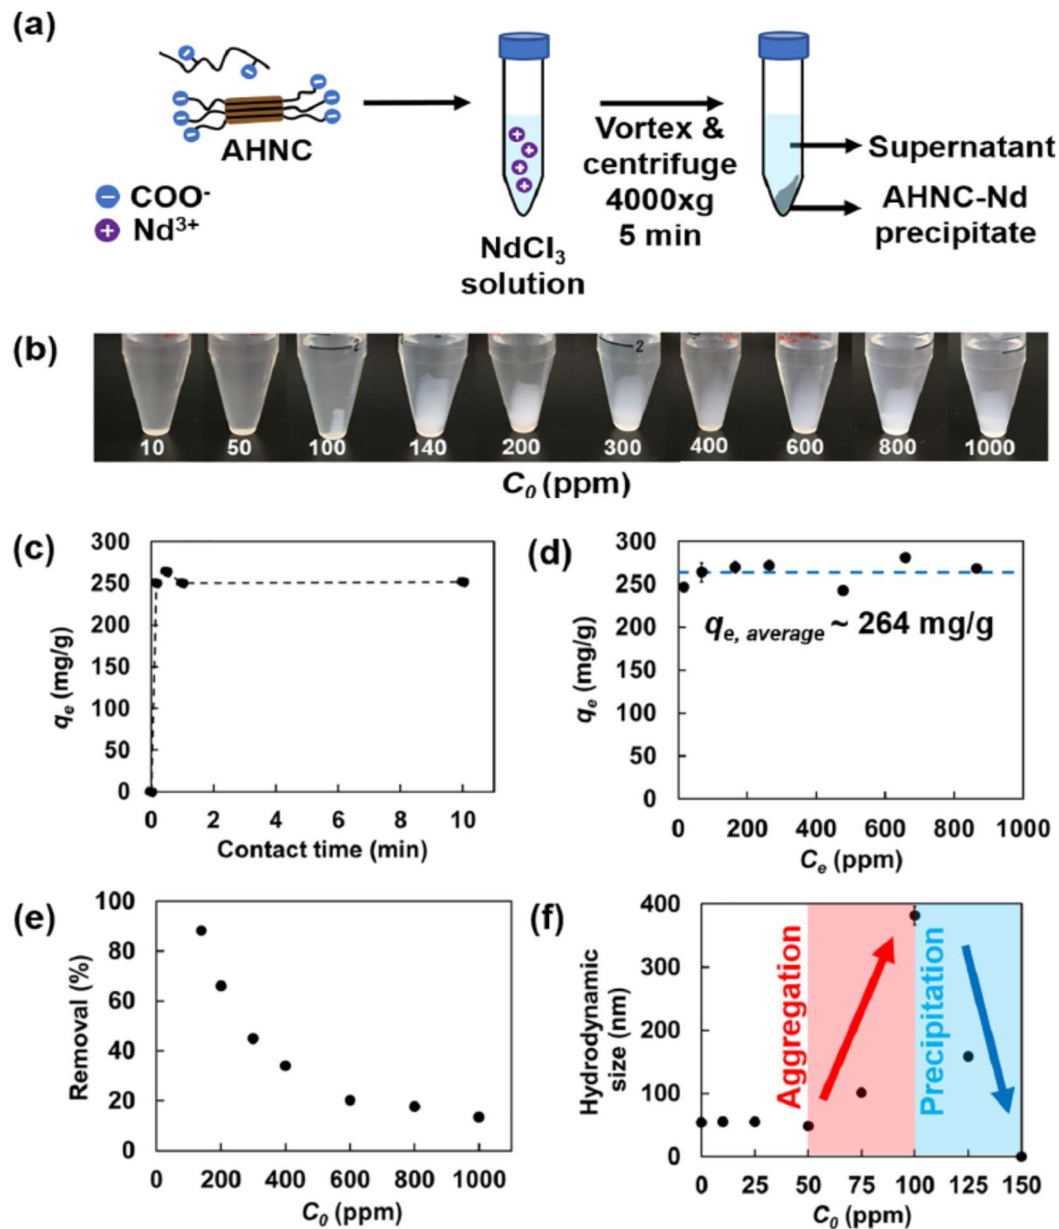 (a)
AHNC
COO⁻
Nd³⁺
NdCl₃
solution
Vortex &
centrifuge
4000xg
5 min
Supernatant
AHNC-Nd
precipitate
(b)
2
2
10 50 100 140 200 300 400 600 800 1000
C₀ (ppm)
(c)
300
250
200
150
100
50
0
qₑ (mg/g)
0 2 4 6 8 10
Contact time (min)
(d)
300
250
200
150
100
50
0
qₑ (mg/g)
qₑ, average ~ 264 mg/g
0 200 400 600 800 1000
Cₑ (ppm)
(e)
100
80
60
40
20
0
Removal (%)
0 200 400 600 800 1000
C₀ (ppm)
(f)
400
300
200
100
0
Hydrodynamic
size (nm)
Aggregation
Precipitation
0 25 50 75 100 125 150
C₀ (ppm)